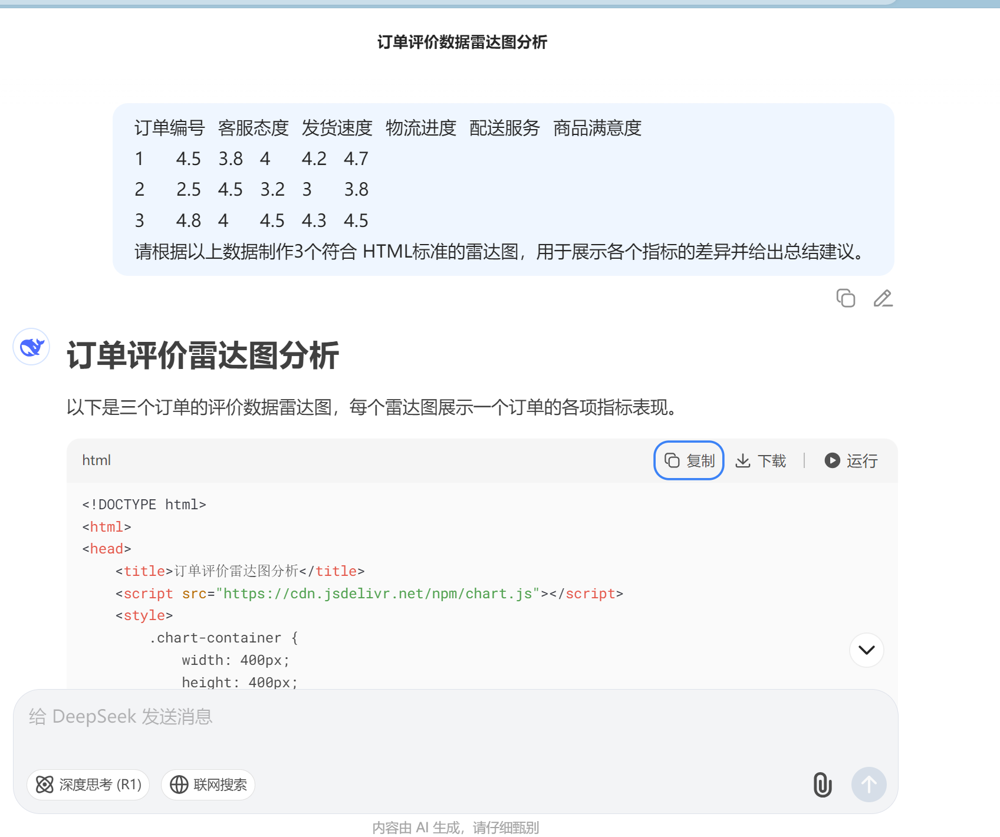 订单评价数据雷达图分析
订单编号 客服态度 发货速度 物流进度 配送服务 商品满意度
1 4.5 3.8 4 4.2 4.7
2 2.5 4.5 3.2 3 3.8
3 4.8 4 4.5 4.3 4.5
请根据以上数据制作3个符合 HTML标准的雷达图，用于展示各个指标的差异并给出总结建议。
订单评价雷达图分析
以下是三个订单的评价数据雷达图，每个雷达图展示一个订单的各项指标表现。
html 复制 下载 运行
<!DOCTYPE html>
<html>
<head>
    <title>订单评价雷达图分析</title>
    <script src="https://cdn.jsdelivr.net/npm/chart.js"></script>
    <style>
        .chart-container {
            width: 400px;
            height: 400px;
给 DeepSeek 发送消息
深度思考 (R1) 联网搜索
内容由 AI 生成，请仔细甄别